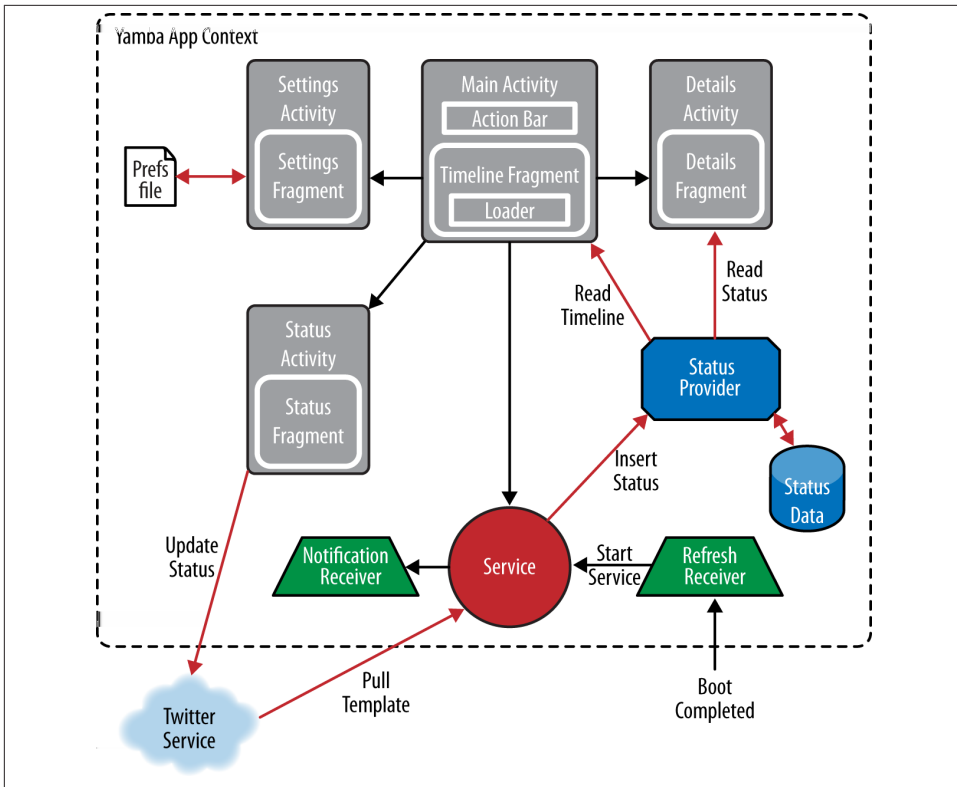 Yamba App Context
Settings
Activity
Settings
Fragment
Main Activity
Action Bar
Timeline Fragment
Loader
Details
Activity
Details
Fragment
Prefs
file
Read
Timeline
Read
Status
Status
Activity
Status
Fragment
Status
Provider
Insert
Status
Status
Data
Update
Status
Notification
Receiver
Service
Start
Service
Refresh
Receiver
Pull
Template
Boot
Completed
Twitter
Service